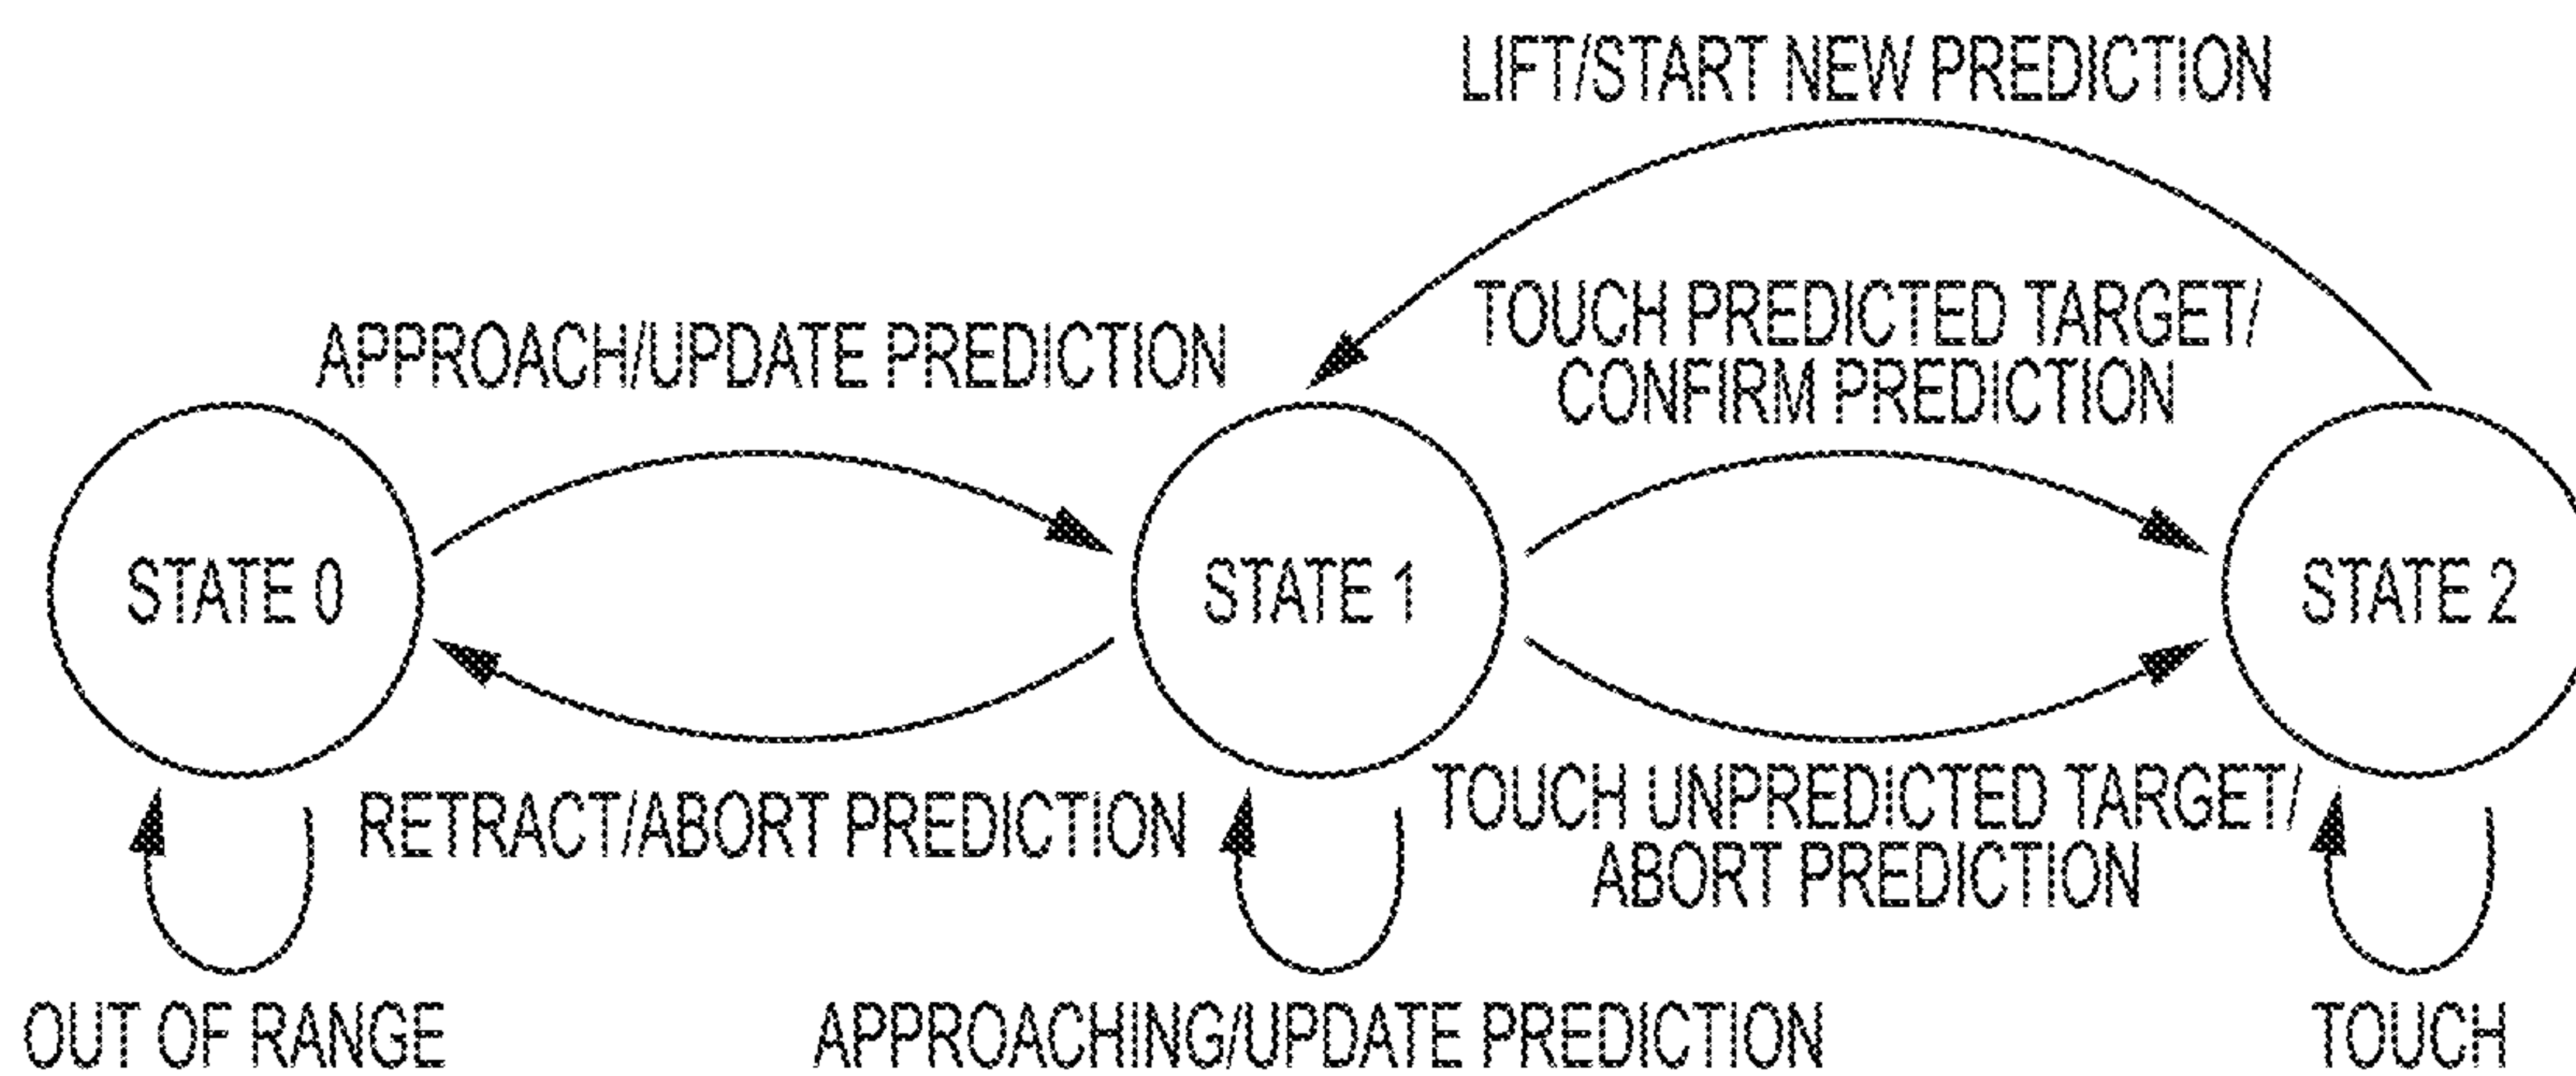 LIFT/START NEW PREDICTION
TOUCH PREDICTED TARGET/
CONFIRM PREDICTION
APPROACH/UPDATE PREDICTION
STATE 0
STATE 1
STATE 2
RETRACT/ABORT PREDICTION
TOUCH UNPREDICTED TARGET/
ABORT PREDICTION
OUT OF RANGE
APPROACHING/UPDATE PREDICTION
TOUCH